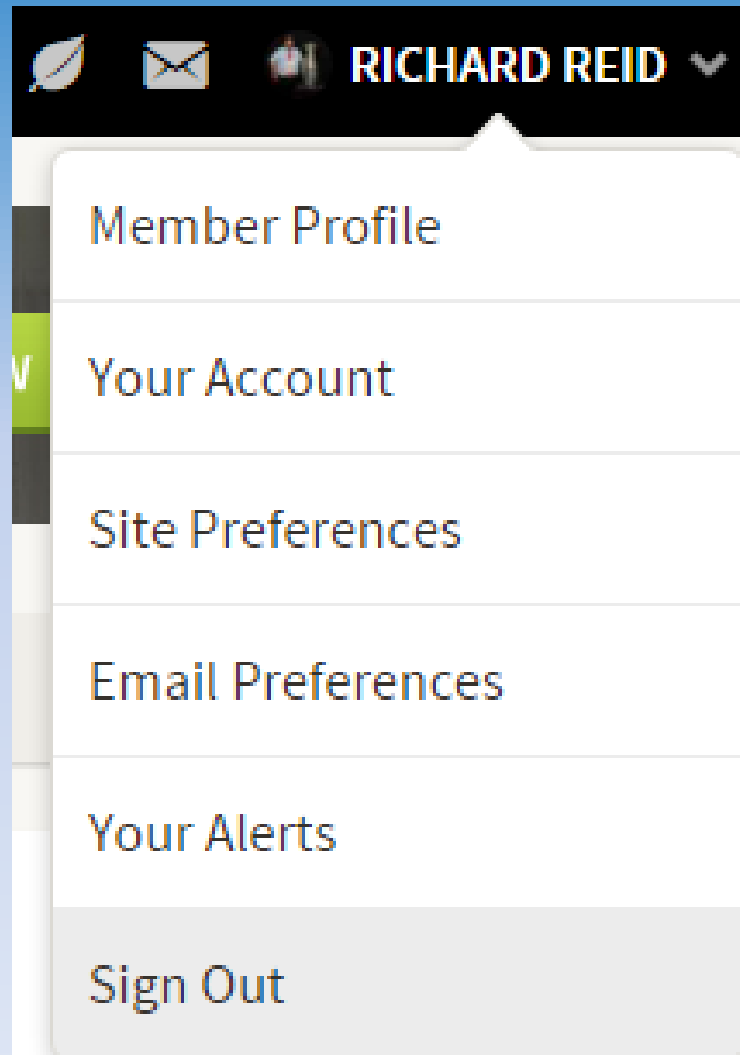 RICHARD REID
Member Profile
W
Your Account
Site Preferences
Email Preferences
Your Alerts
Sign Out